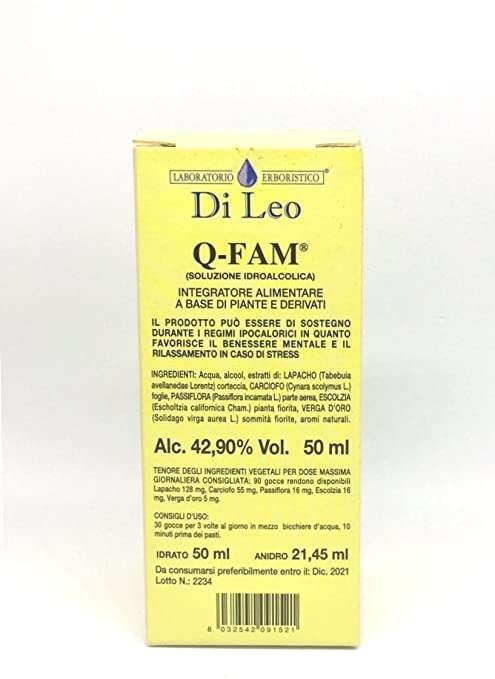 LABORATORIO ERBORISTICO®
Di Leo
Q-FAM®
(SOLUZIONE IDROALCOLICA)
INTEGRATORE ALIMENTARE
A BASE DI PIANTE E DERIVATI
IL PRODOTTO PUÒ ESSERE DI SOSTEGNO
DURANTE I REGIMI IPOCALORICI IN QUANTO
FAVORISCE IL BENESSERE MENTALE E IL
RILASSAMENTO IN CASO DI STRESS
INGREDIENTI: Acqua, alcool, estratti di: LAPACHO (Tabebuia
avellanedae Lorentz) corteccia, CARCIOFO (Cynara scolymus L.)
foglie, PASSIFLORA (Passiflora incarnata L.) parte aerea, ESCOLZIA
(Escholtzia californica Cham.) pianta fiorita, VERGA D'ORO
(Solidago virga aurea L.) sommità fiorite, aromi naturali.
Alc. 42,90% Vol. 50 ml
TENORE DEGLI INGREDIENTI VEGETALI PER DOSE MASSIMA
GIORNALIERA CONSIGLIATA: 90 gocce rendono disponibili
Lapacho 128 mg, Carciofo 55 mg, Passiflora 16 mg, Escolzia 16
mg, Verga d'oro 5 mg.
CONSIGLI D'USO:
30 gocce per 3 volte al giorno in mezzo bicchiere d'acqua, 10
minuti prima dei pasti.
IDRATO 50 ml ANIDRO 21,45 ml
Da consumarsi preferibilmente entro il: Dic. 2021
Lotto N.: 2234
8 032542 091521